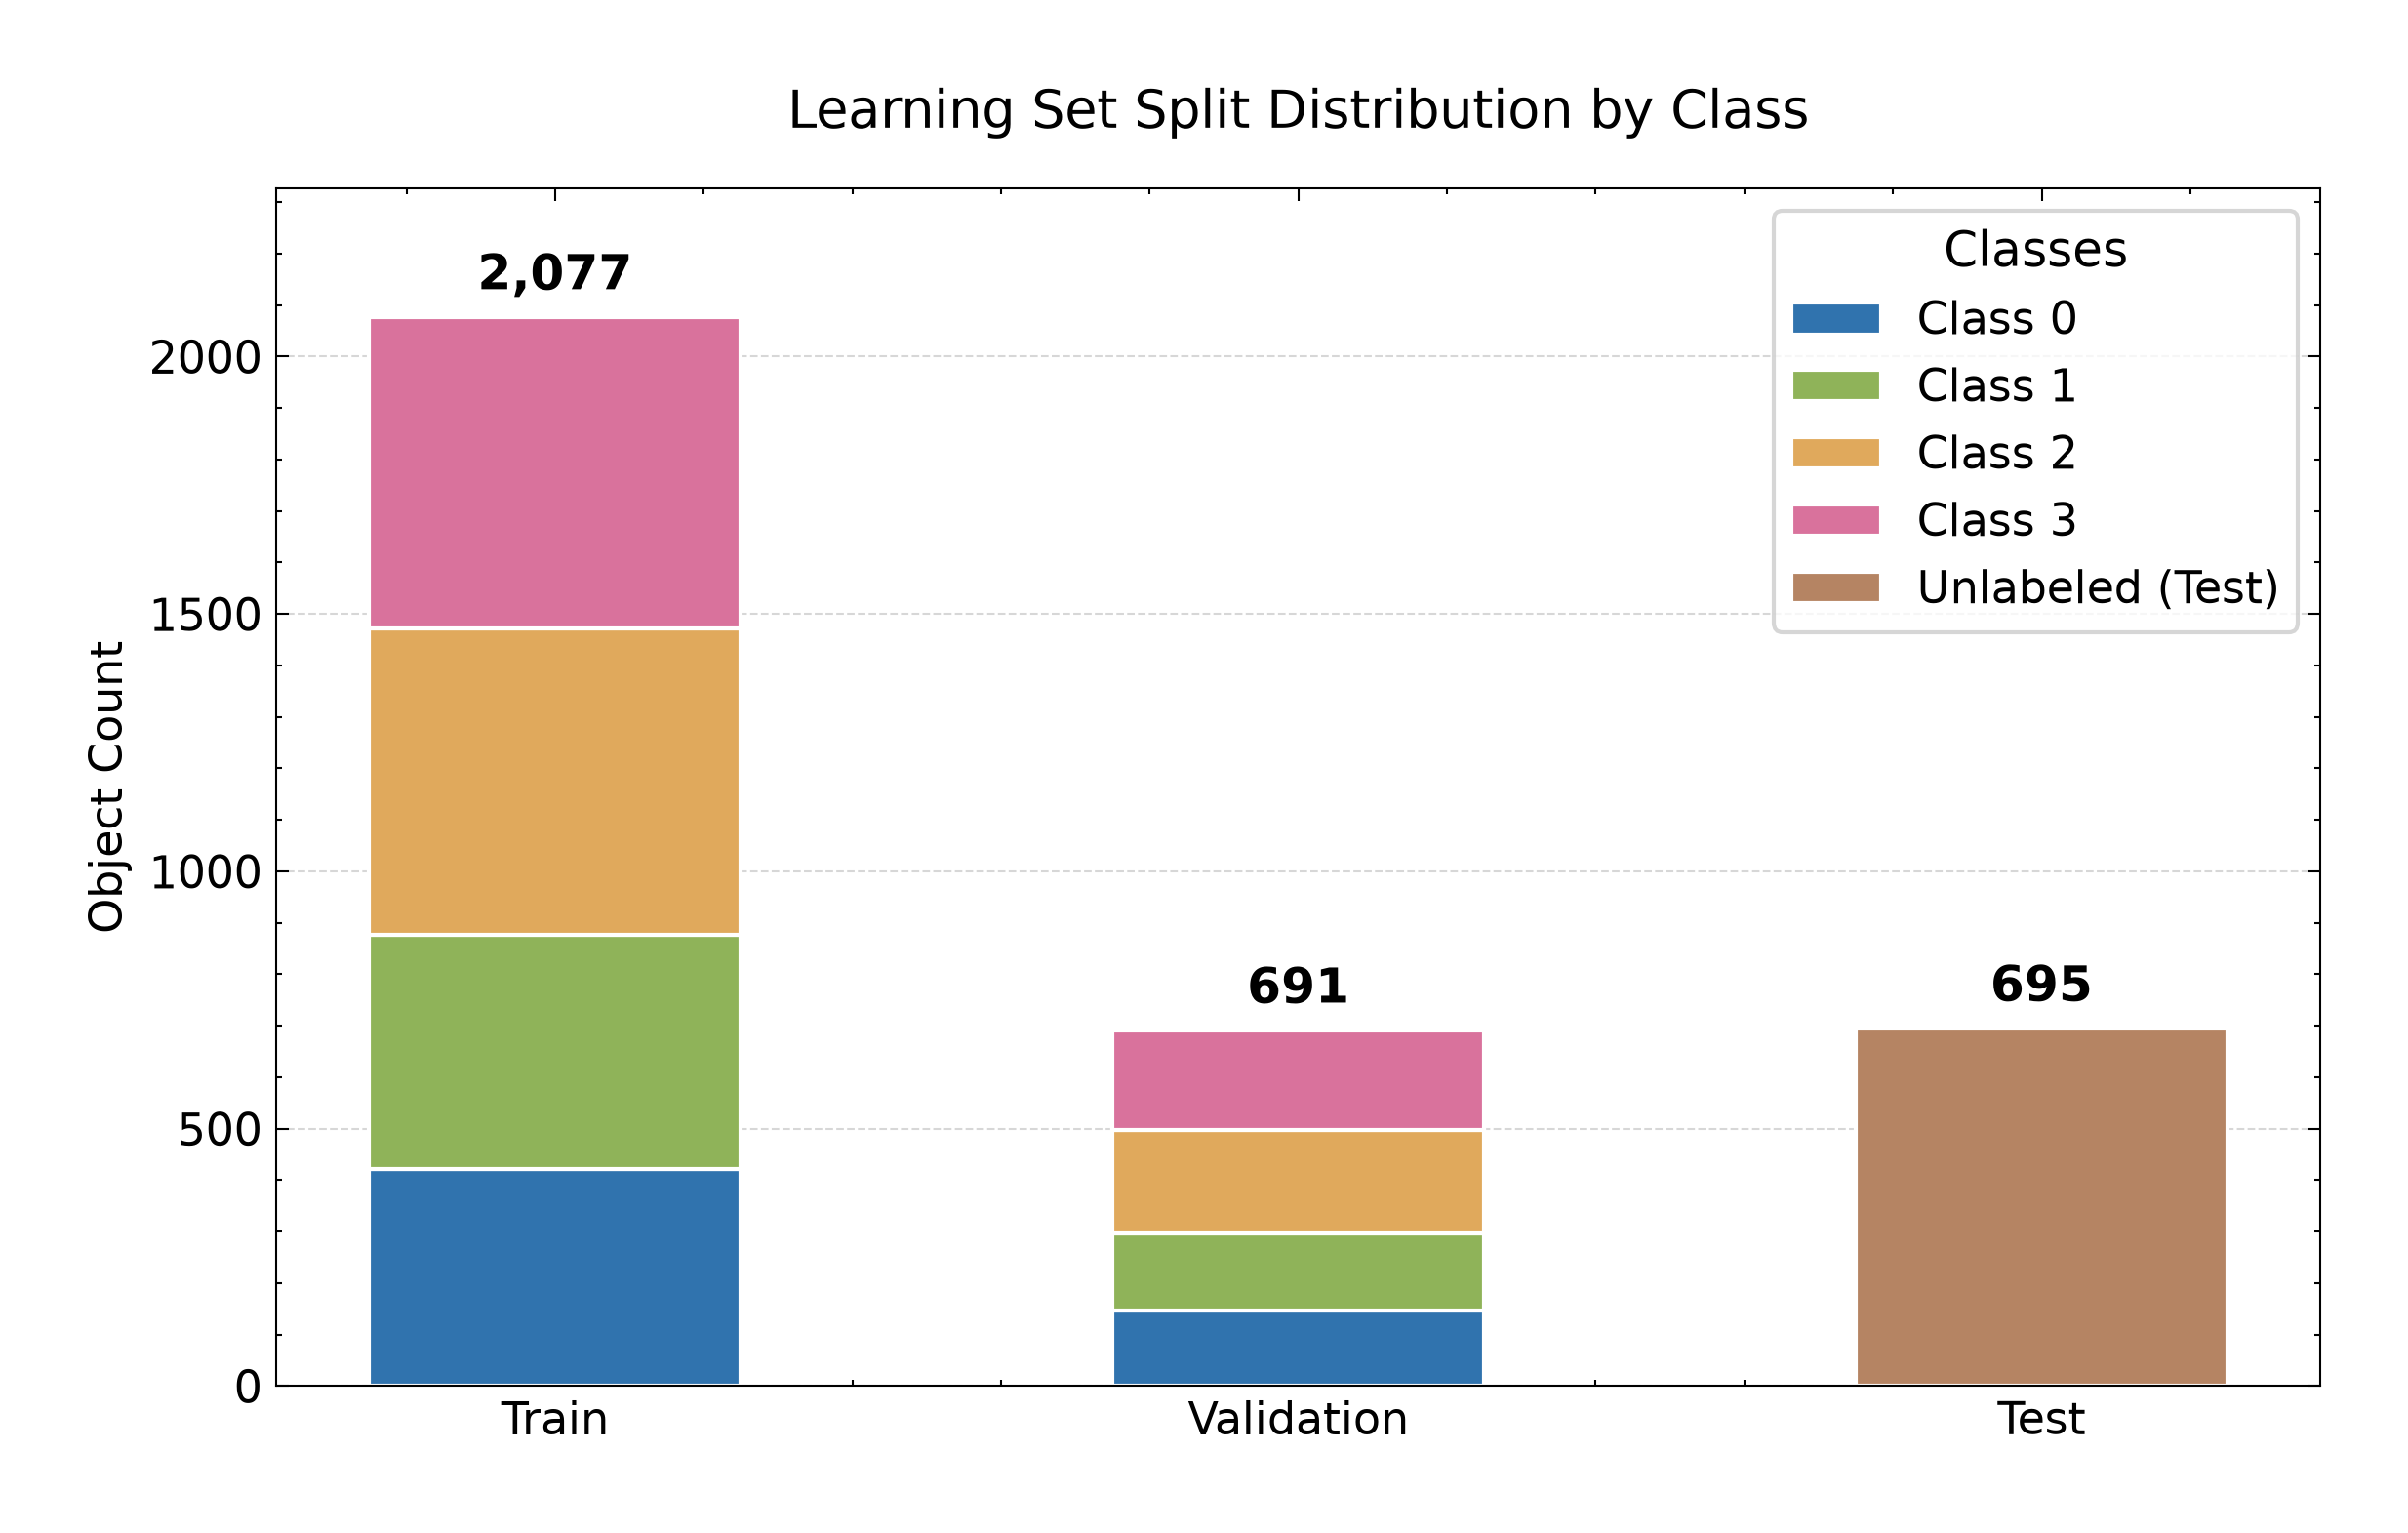 Learning Set Split Distribution by Class
Object Count
2000
1500
1000
500
0
2,077
691
695
Train
Validation
Test
Classes
Class 0
Class 1
Class 2
Class 3
Unlabeled (Test)